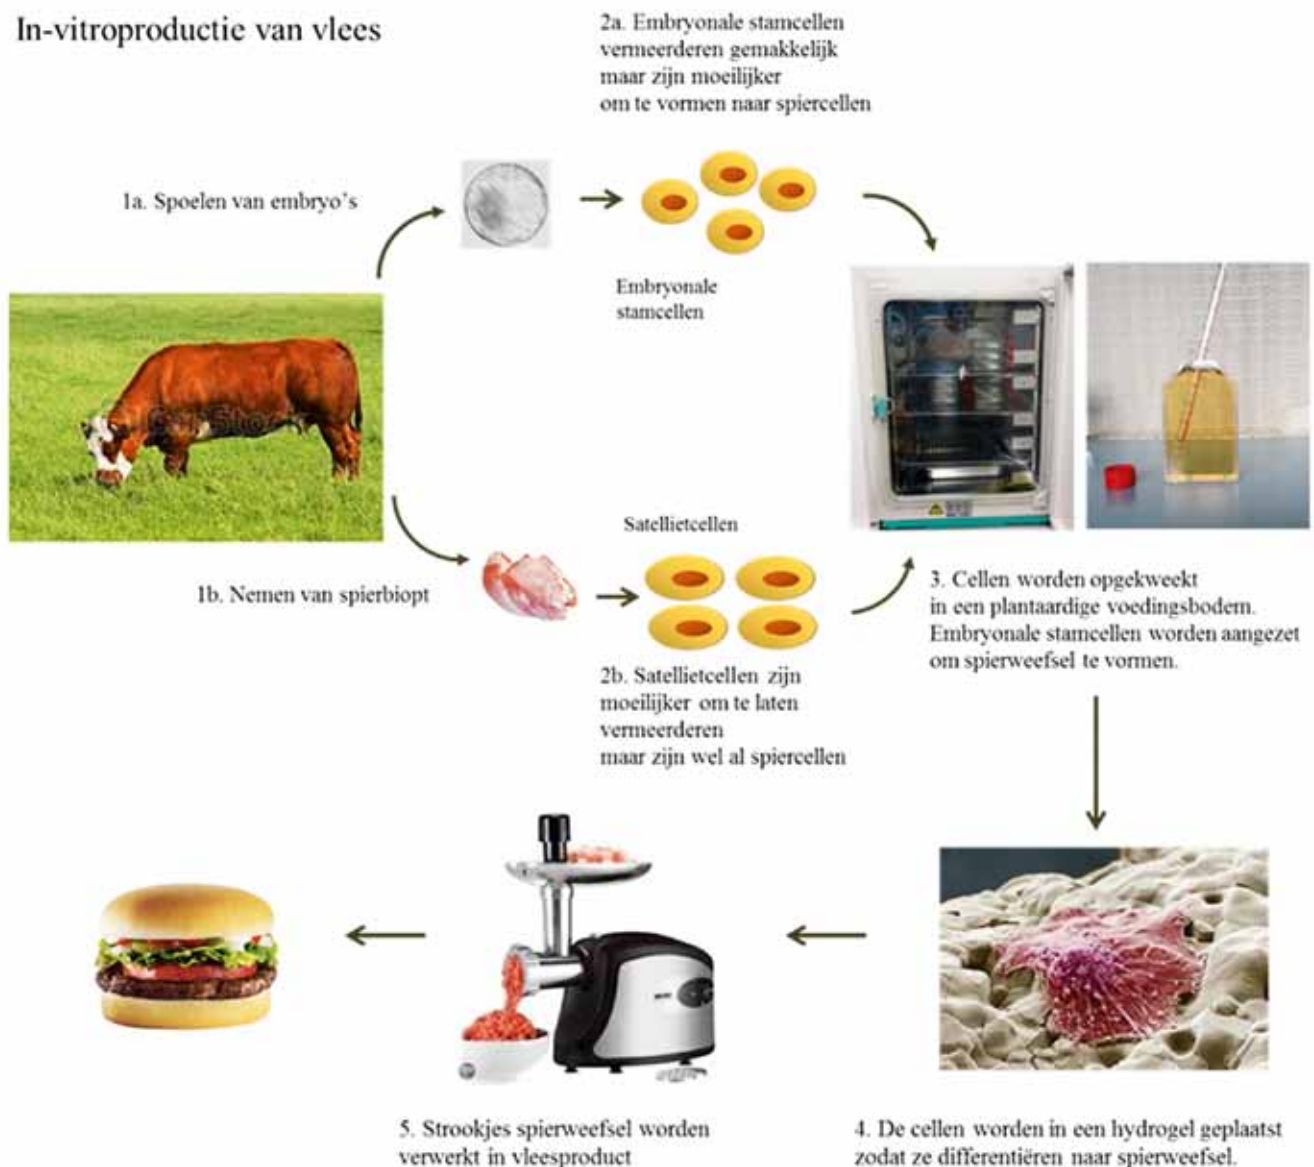 In-vitroproductie van vlees
2a. Embryonale stamcellen
vermeerderen gemakkelijk
maar zijn moeilijker
om te vormen naar spiercellen
1a. Spoelen van embryo's
Embryonale
stamcellen
Satellietcellen
1b. Nemen van spierbiopt
2b. Satellietcellen zijn
moeilijker om te laten
vermeerderen
maar zijn wel al spiercellen
3. Cellen worden opgekweekt
in een plantaardige voedingsbodem.
Embryonale stamcellen worden aangezet
om spierweefsel te vormen.
5. Strookjes spierweefsel worden
verwerkt in vleesproduct
4. De cellen worden in een hydrogel geplaatst
zodat ze differentiëren naar spierweefsel.